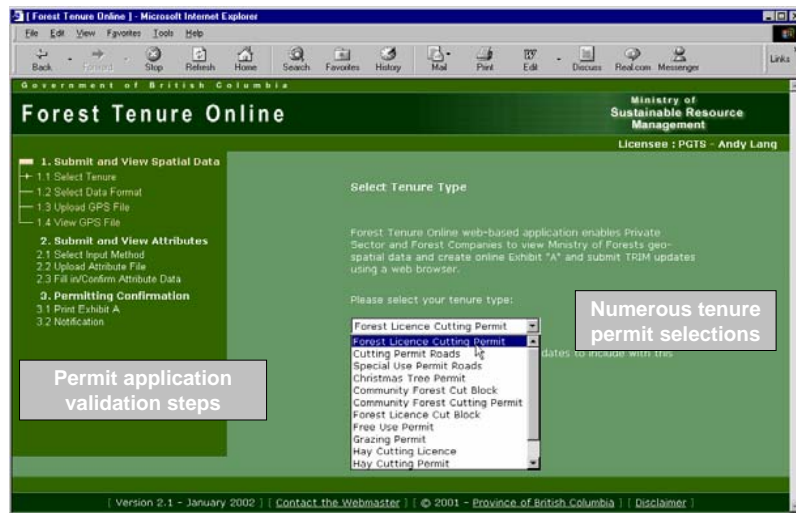 [ Forest Tenure Online ] - Microsoft Internet Explorer
File Edit View Favorites Tools Help
Back Forward Stop Refresh Home Search Favorites History Mail Print Edit Discuss Real.com Messenger Links
Government of British Columbia
Forest Tenure Online
Ministry of
Sustainable Resource
Management
Licensee : PGTS - Andy Lang
1. Submit and View Spatial Data
1.1 Select Tenure
1.2 Select Data Format
1.3 Upload GPS File
1.4 View GPS File
2. Submit and View Attributes
2.1 Select Input Method
2.2 Upload Attribute File
2.3 Fill in/Confirm Attribute Data
3. Permitting Confirmation
3.1 Print Exhibit A
3.2 Notification
Permit application
validation steps
Select Tenure Type
Forest Tenure Online web-based application enables Private
Sector and Forest Companies to view Ministry of Forests geo-
spatial data and create online Exhibit "A" and submit TRIM updates
using a web browser.
Please select your tenure type:
Forest Licence Cutting Permit
Forest Licence Cutting Permit
Cutting Permit Roads
dates to include with this
Special Use Permit Roads
Christmas Tree Permit
Community Forest Cut Block
Community Forest Cutting Permit
Forest Licence Cut Block
Free Use Permit
Grazing Permit
Hay Cutting Licence
Hay Cutting Permit
Numerous tenure
permit selections
[ Version 2.1 - January 2002 ] [ Contact the Webmaster ] [ © 2001 - Province of British Columbia ] [ Disclaimer ]